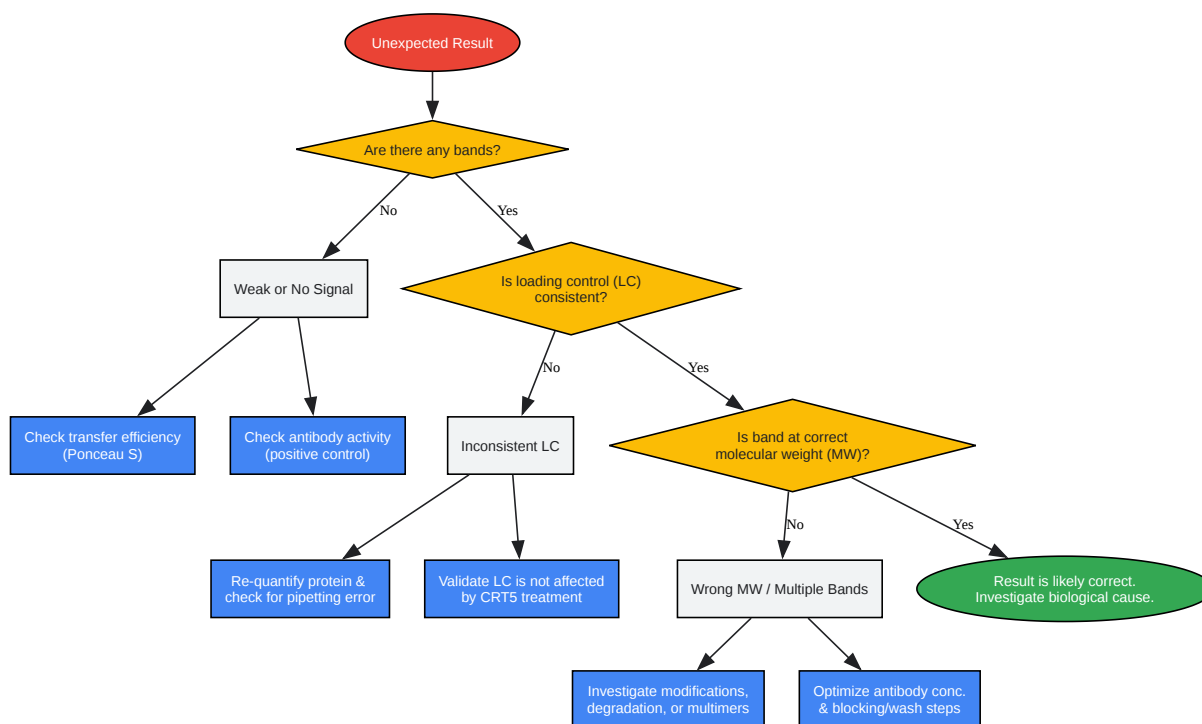 Unexpected Result
Are there any bands?
No
Yes
Weak or No Signal
Is loading control (LC)
consistent?
No
Yes
Check transfer efficiency
(Ponceau S)
Check antibody activity
(positive control)
Inconsistent LC
Is band at correct
molecular weight (MW)?
No
Yes
Re-quantify protein &
check for pipetting error
Validate LC is not affected
by CRT5 treatment
Wrong MW / Multiple Bands
Result is likely correct.
Investigate biological cause.
Investigate modifications,
degradation, or multimers
Optimize antibody conc.
& blocking/wash steps